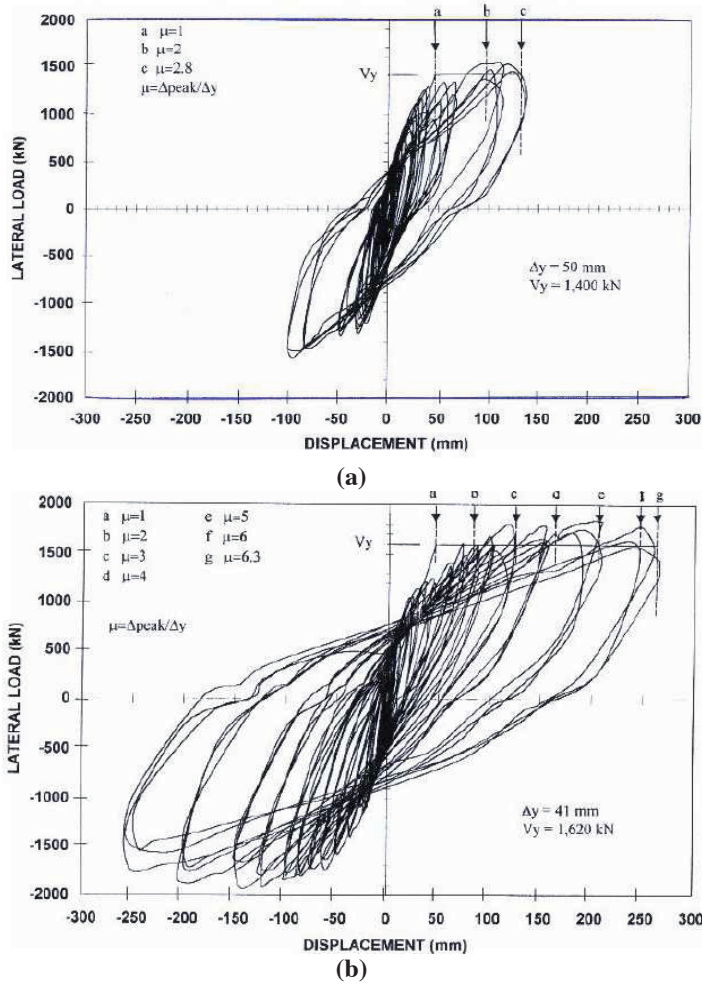 a b c
a μ=1
b μ=2
c μ=2.8
μ=Δpeak/Δy
Vy
2000
1500
1000
500
0
-500
-1000
-1500
-2000
LATERAL LOAD (kN)
Δy = 50 mm
Vy = 1,400 kN
-300 -250 -200 -150 -100 -50 0 50 100 150 200 250 300
DISPLACEMENT (mm)
(a)
a b c d e f g
a μ=1 e μ=5
b μ=2 f μ=6
c μ=3 g μ=6.3
d μ=4
μ=Δpeak/Δy
Vy
2000
1500
1000
500
0
-500
-1000
-1500
-2000
LATERAL LOAD (kN)
Δy = 41 mm
Vy = 1,620 kN
-300 -250 -200 -150 -100 -50 0 50 100 150 200 250 300
DISPLACEMENT (mm)
(b)